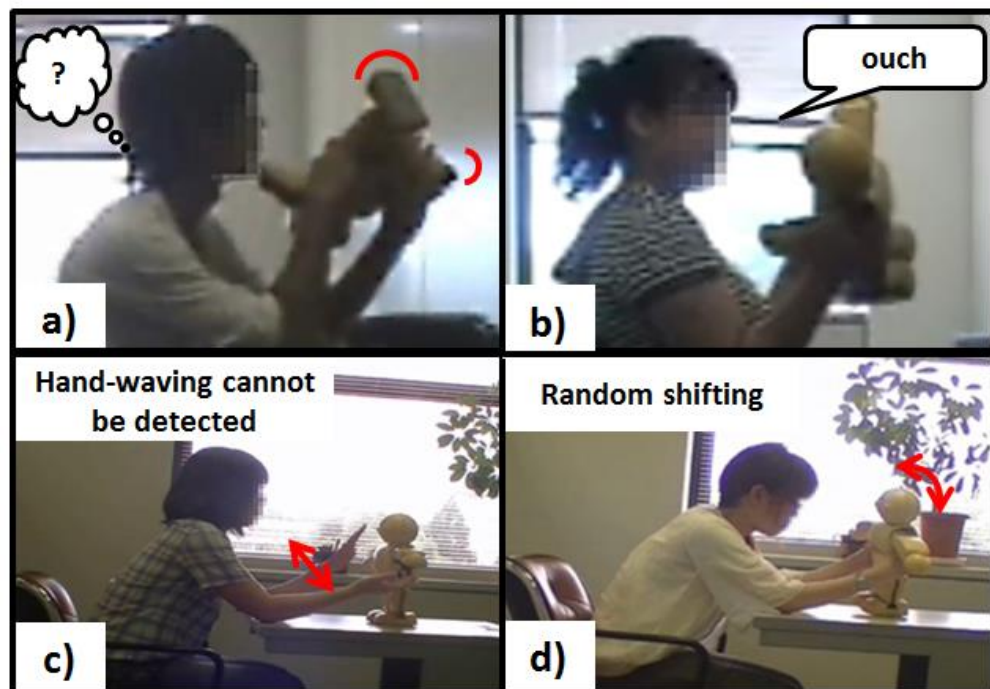 ?
a)
ouch
b)
Hand-waving cannot
be detected
c)
Random shifting
d)